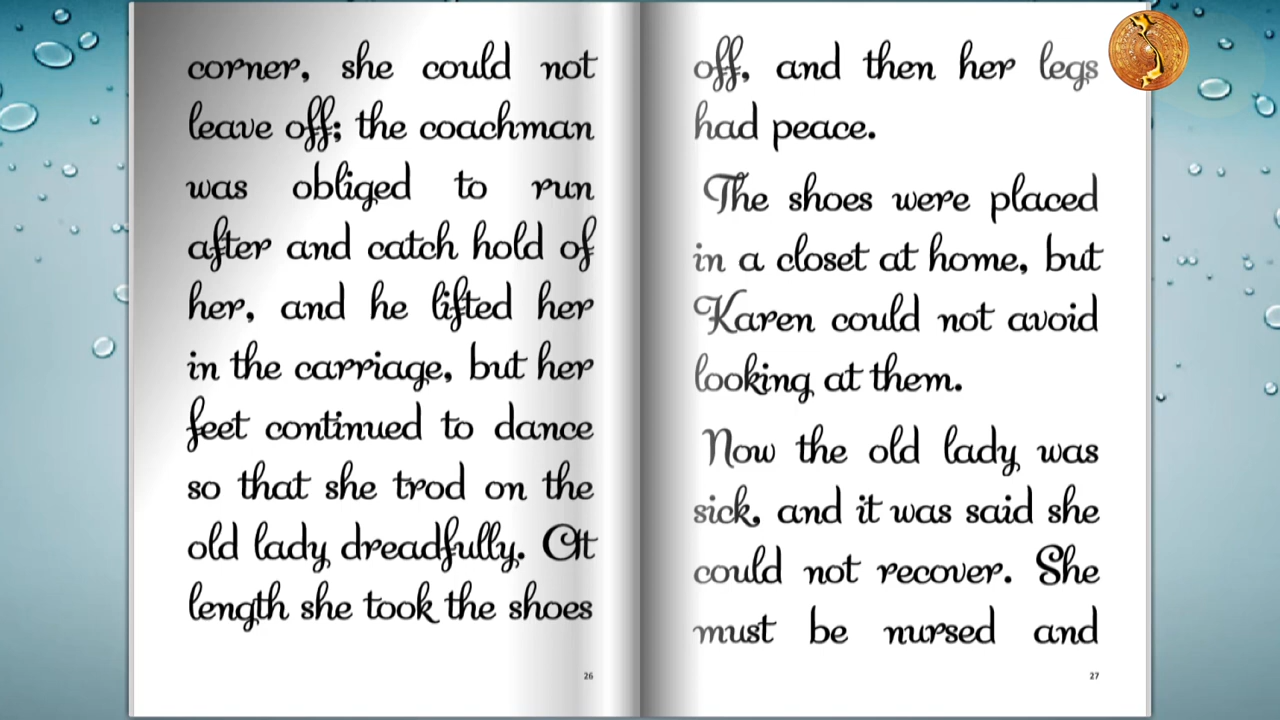 corner, she could not
leave off; the coachman
was obliged to run
after and catch hold of
her, and he lifted her
in the carriage, but her
feet continued to dance
so that she trod on the
old lady dreadfully. At
length she took the shoes
26
off, and then her legs
had peace.
The shoes were placed
in a closet at home, but
Karen could not avoid
looking at them.
Now the old lady was
sick, and it was said she
could not recover. She
must be nursed and
27